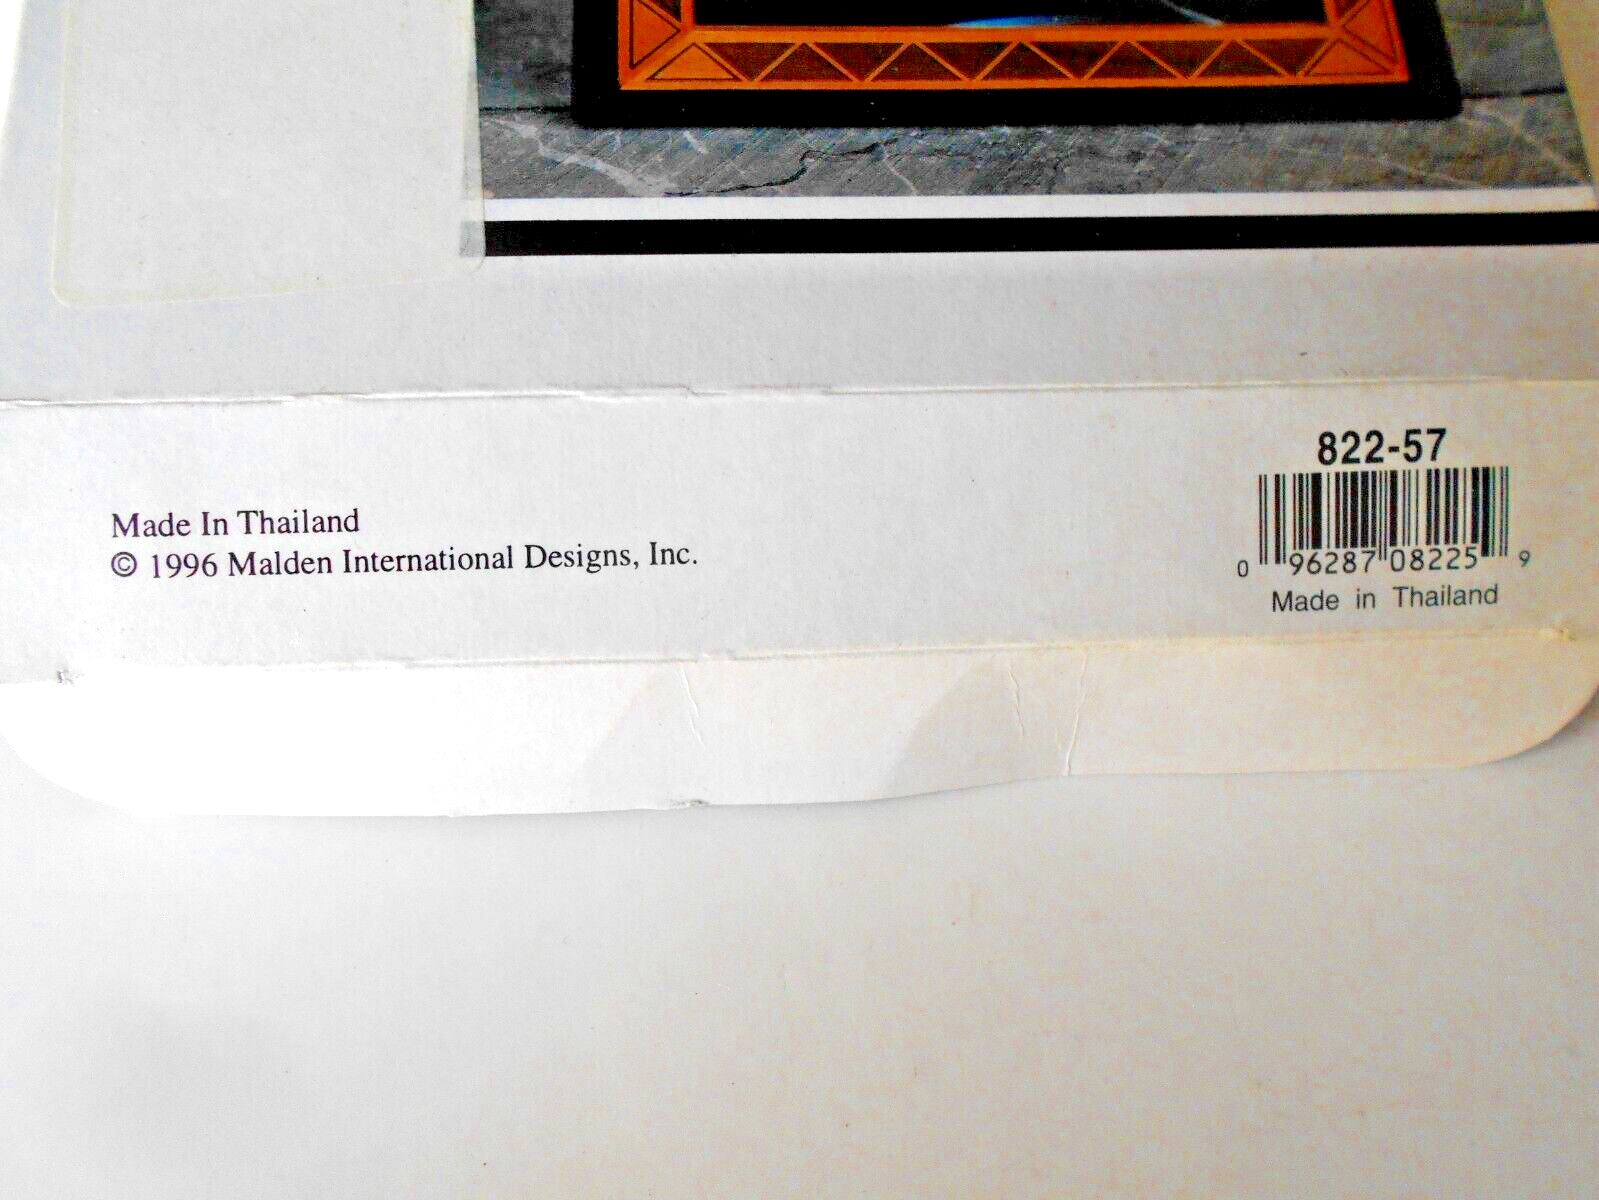 822-57
Made In Thailand
© 1996 Malden International Designs, Inc.
0 96287 08225 9
Made in Thailand